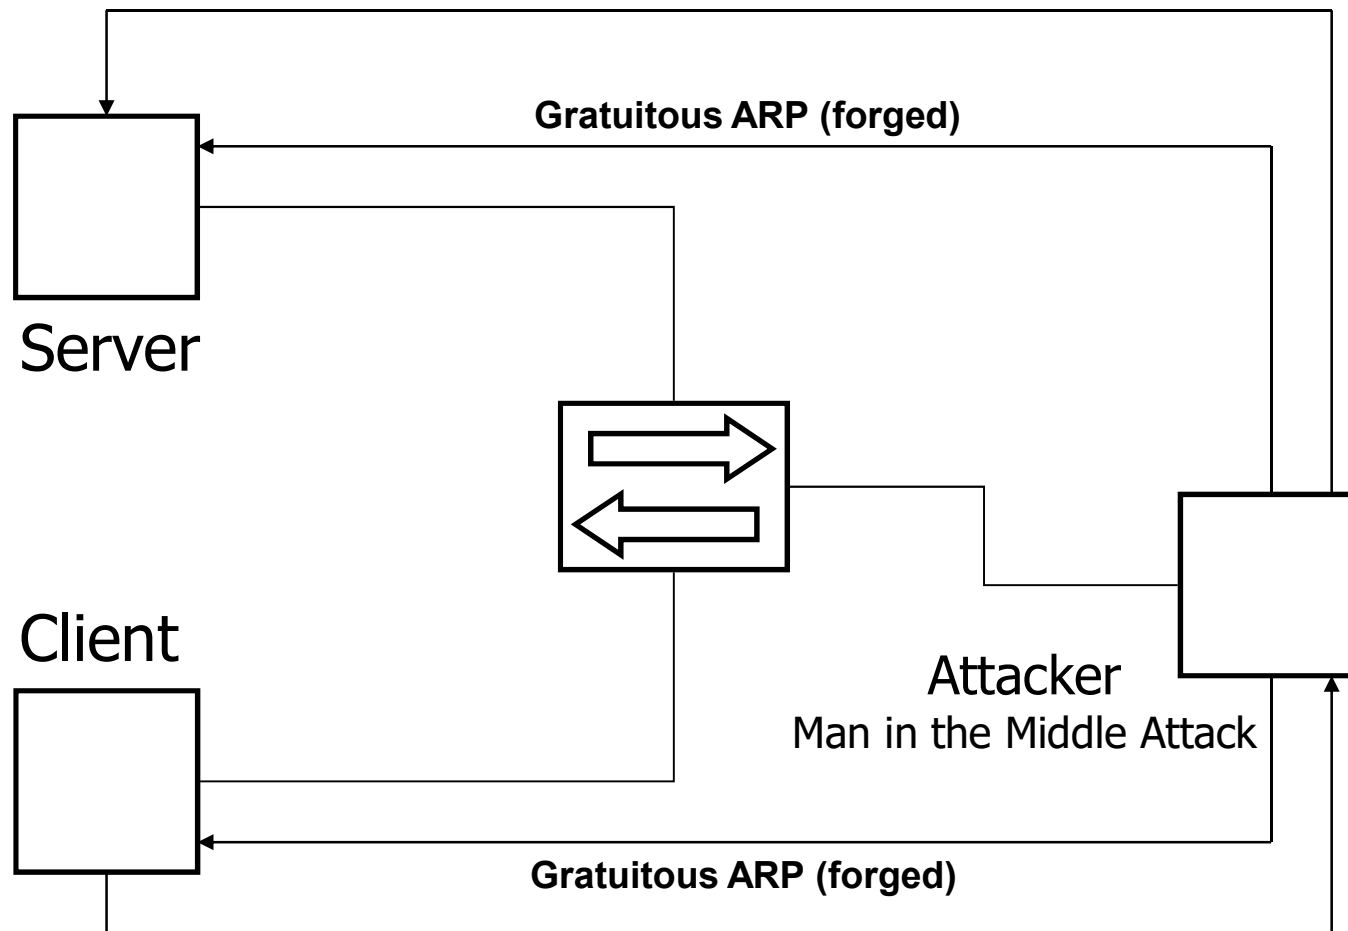 Gratuitous ARP (forged)
Server
Client
Attacker
Man in the Middle Attack
Gratuitous ARP (forged)